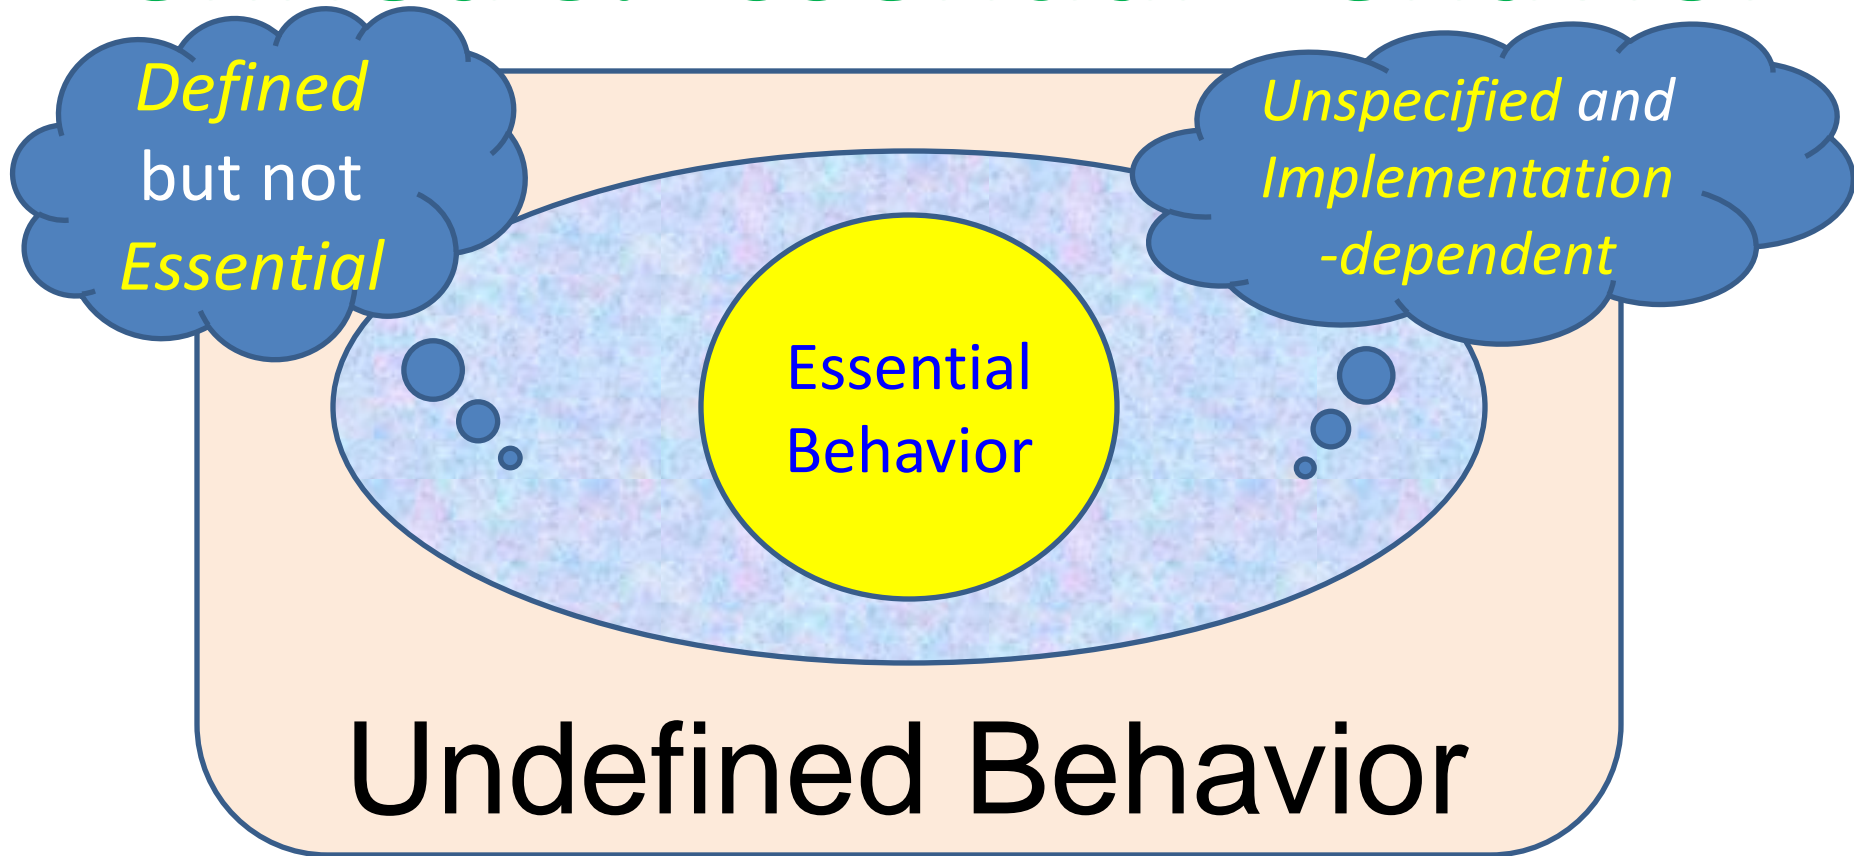 Defined
but not
Essential
Unspecified and
Implementation
-dependent
Essential
Behavior
Undefined Behavior